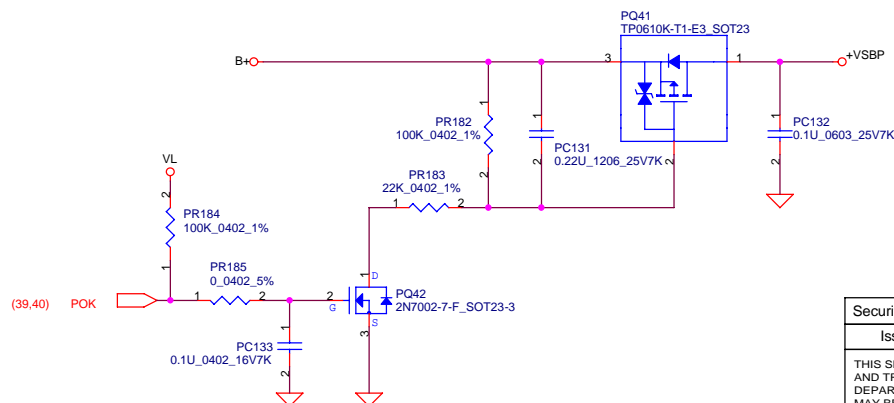 PQ41
TP0610K-T1-E3_SOT23
B+
3
1
+VSBP
1
PR182
100K_0402_1%
2
1
PC131
0.22U_1206_25V7K
2
2
1
PC132
0.1U_0603_25V7K
2
VL
2
PR184
100K_0402_1%
1
PR183
22K_0402_1%
1
2
PR185
0_0402_5%
(39,40)
POK
1
2
2
G
1
D
PQ42
2N7002-7-F_SOT23-3
S
3
1
PC133
0.1U_0402_16V7K
2
Securi
Iss
THIS S
AND T
DEPAR
MAY B